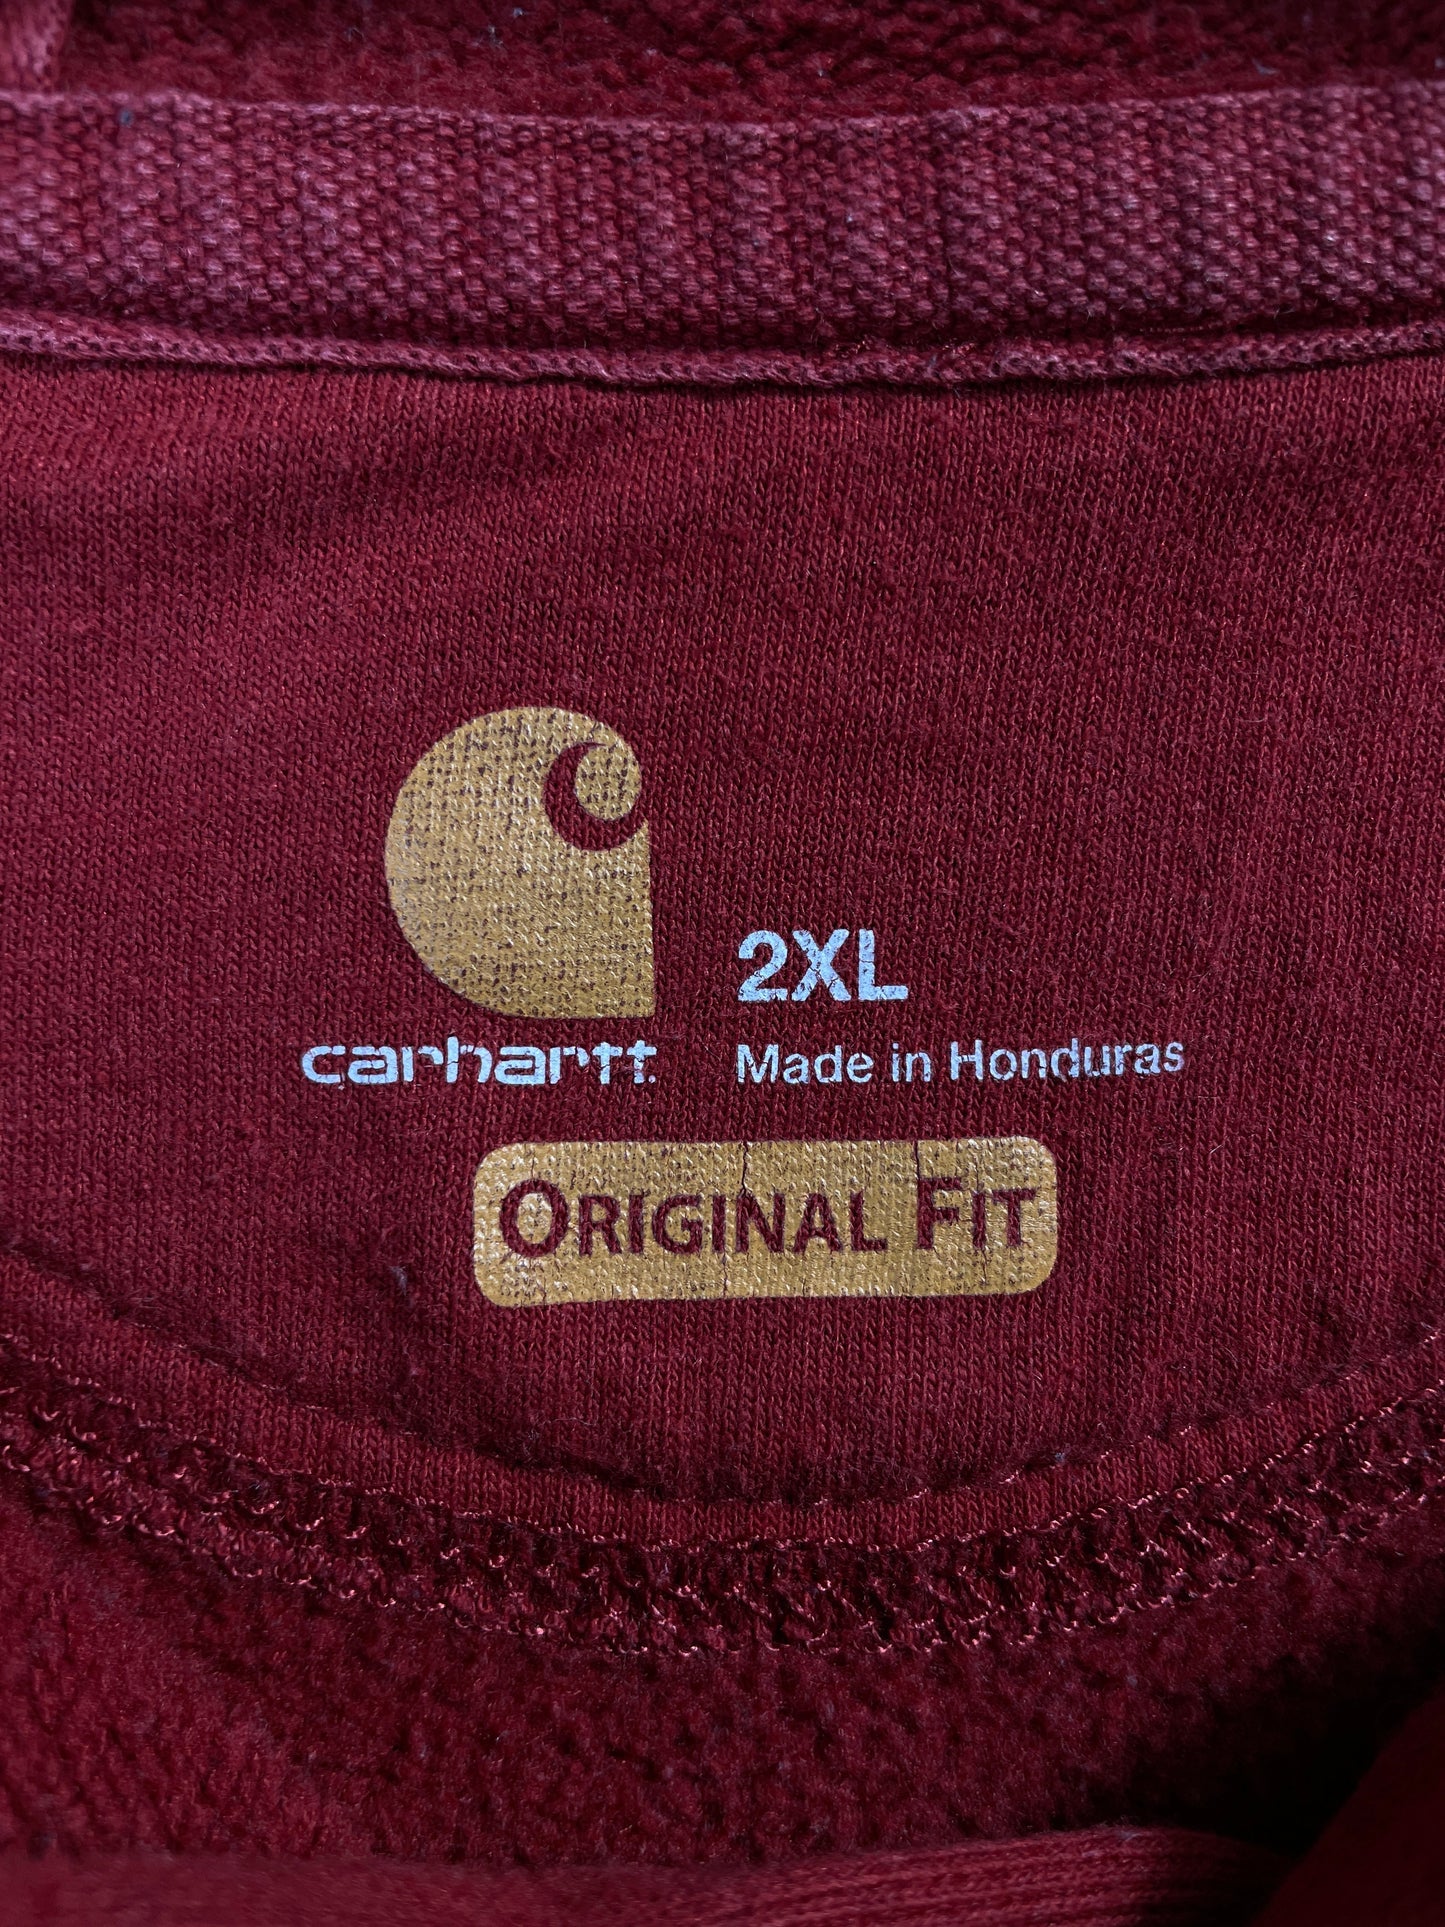 2XL
carhartt
Made in Honduras
ORIGINAL FIT